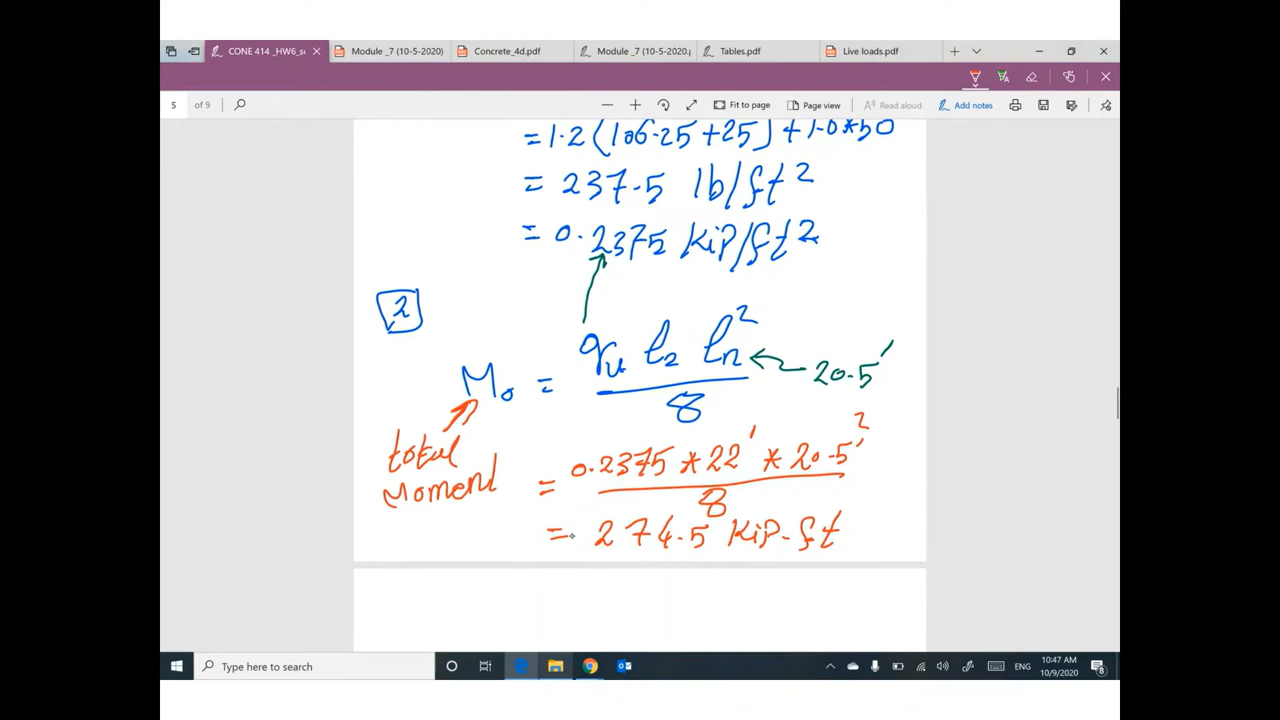 CONE 414 _HW6_s
Module _7 (10-5-2020)
Concrete_4d.pdf
Module _7 (10-5-2020.
Tables.pdf
Live loads.pdf
5 of 9
Fit to page
Page view
Read aloud
Add notes
=1.2(106.25+25)+1.0*50
= 237.5 lb/ft2
= 0.2375 KiP/ft2
2
Mo = qu l2 ln2 / 8
20.5'
total
Moment
= 0.2375 * 22' * 20.5'2 / 8
= 274.5 KiP-ft
Type here to search
ENG
10:47 AM
10/9/2020
8